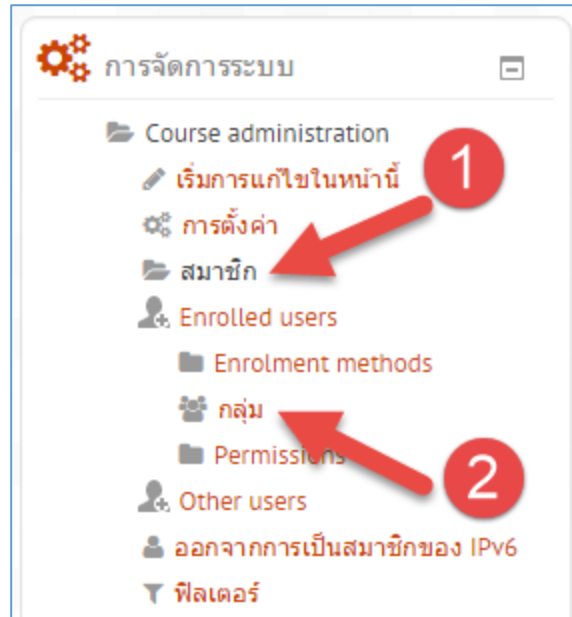 การจัดการระบบ
Course administration
1
เริ่มการแก้ไขในหน้านี้
การตั้งค่า
สมาชิก
Enrolled users
Enrolment methods
กลุ่ม
Permissions
2
Other users
ออกจากการเป็นสมาชิกของ IPv6
ฟิลเตอร์